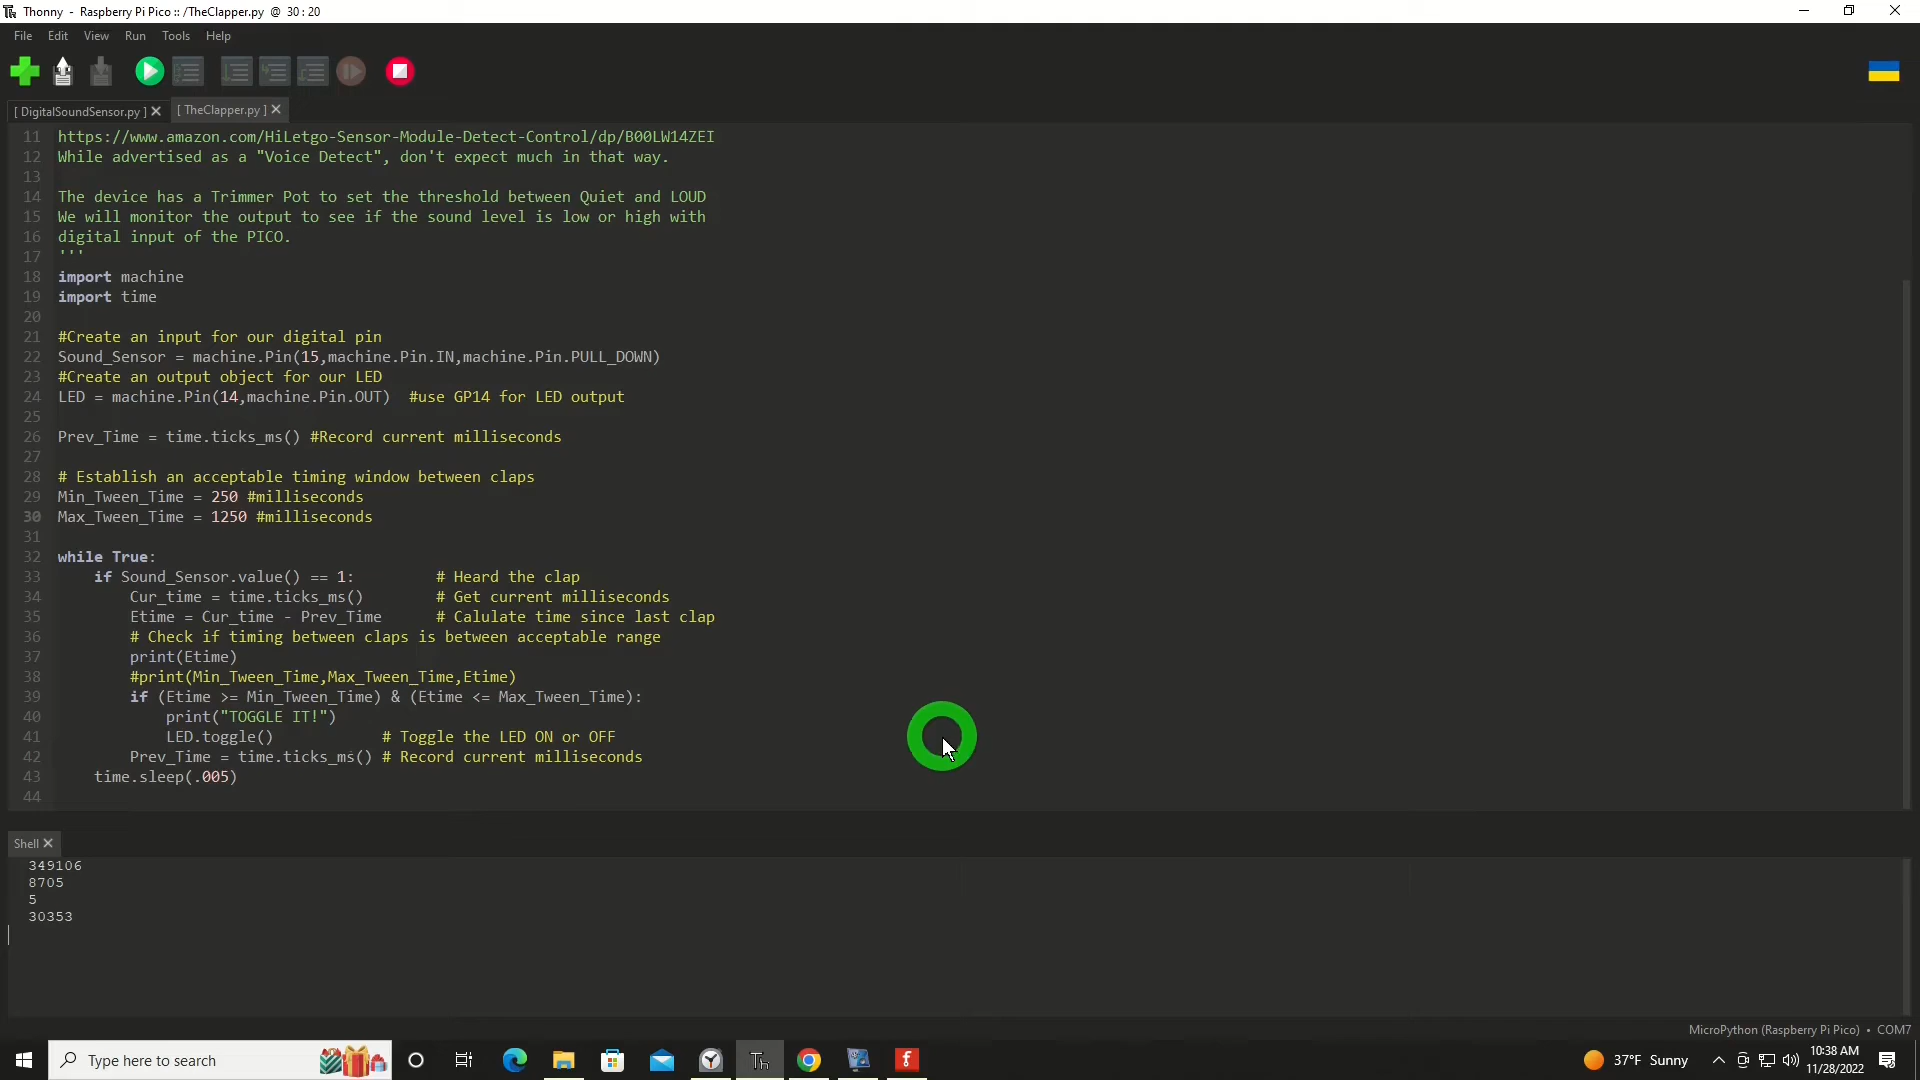 Thonny - Raspberry Pi Pico :: /TheClapper.py @ 30 : 20
File Edit View Run Tools Help
[ DigitalSoundSensor.py ] [ TheClapper.py ]
11 https://www.amazon.com/HiLetgo-Sensor-Module-Detect-Control/dp/B00LW14ZEI
12 While advertised as a "Voice Detect", don't expect much in that way.
13
14 The device has a Trimmer Pot to set the threshold between Quiet and LOUD
15 We will monitor the output to see if the sound level is low or high with
16 digital input of the PICO.
17 '''
18 import machine
19 import time
20
21 #Create an input for our digital pin
22 Sound_Sensor = machine.Pin(15,machine.Pin.IN,machine.Pin.PULL_DOWN)
23 #Create an output object for our LED
24 LED = machine.Pin(14,machine.Pin.OUT)  #use GP14 for LED output
25
26 Prev_Time = time.ticks_ms() #Record current milliseconds
27
28 # Establish an acceptable timing window between claps
29 Min_Tween_Time = 250 #milliseconds
30 Max_Tween_Time = 1250 #milliseconds
31
32 while True:
33     if Sound_Sensor.value() == 1:         # Heard the clap
34         Cur_time = time.ticks_ms()        # Get current milliseconds
35         Etime = Cur_time - Prev_Time      # Calulate time since last clap
36         # Check if timing between claps is between acceptable range
37         print(Etime)
38         #print(Min_Tween_Time,Max_Tween_Time,Etime)
39         if (Etime >= Min_Tween_Time) & (Etime <= Max_Tween_Time):
40             print("TOGGLE IT!")
41             LED.toggle()            # Toggle the LED ON or OFF
42         Prev_Time = time.ticks_ms() # Record current milliseconds
43     time.sleep(.005)
44
Shell
349106
8705
5
30353
MicroPython (Raspberry Pi Pico) • COM7
Type here to search
Th
37°F Sunny
10:38 AM
11/28/2022